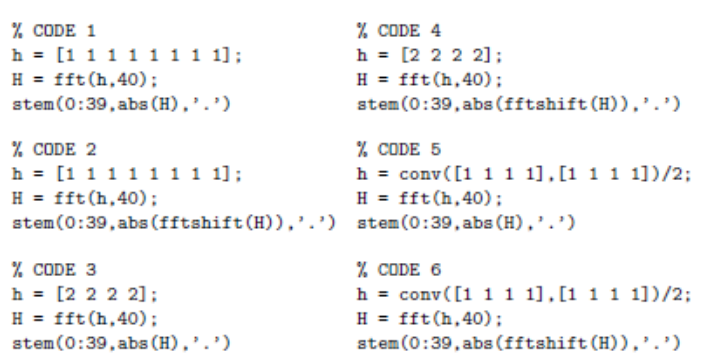 % CODE 1
h = [1 1 1 1 1 1 1 1];
H = fft(h,40);
stem(0:39,abs(H),'.')
% CODE 2
h = [1 1 1 1 1 1 1 1];
H = fft(h,40);
stem(0:39,abs(fftshift(H)),'.')
% CODE 3
h = [2 2 2 2];
H = fft(h,40);
stem(0:39,abs(H),'.')
% CODE 4
h = [2 2 2 2];
H = fft(h,40);
stem(0:39,abs(fftshift(H)),'.')
% CODE 5
h = conv([1 1 1 1],[1 1 1 1])/2;
H = fft(h,40);
stem(0:39,abs(H),'.')
% CODE 6
h = conv([1 1 1 1],[1 1 1 1])/2;
H = fft(h,40);
stem(0:39,abs(fftshift(H)),'.')